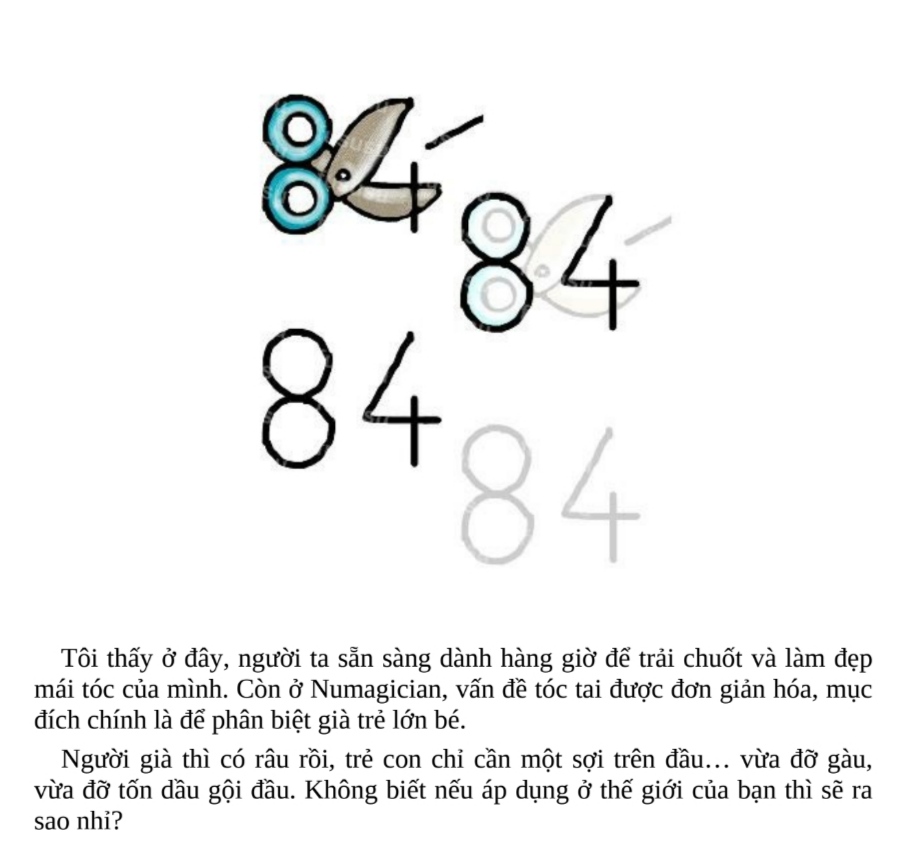 84
84
84
84
Tôi thấy ở đây, người ta sẵn sàng dành hàng giờ để trải chuốt và làm đẹp
mái tóc của mình. Còn ở Numagician, vấn đề tóc tai được đơn giản hóa, mục
đích chính là để phân biệt già trẻ lớn bé.
Người già thì có râu rồi, trẻ con chỉ cần một sợi trên đầu… vừa đỡ gàu,
vừa đỡ tốn dầu gội đầu. Không biết nếu áp dụng ở thế giới của bạn thì sẽ ra
sao nhỉ?